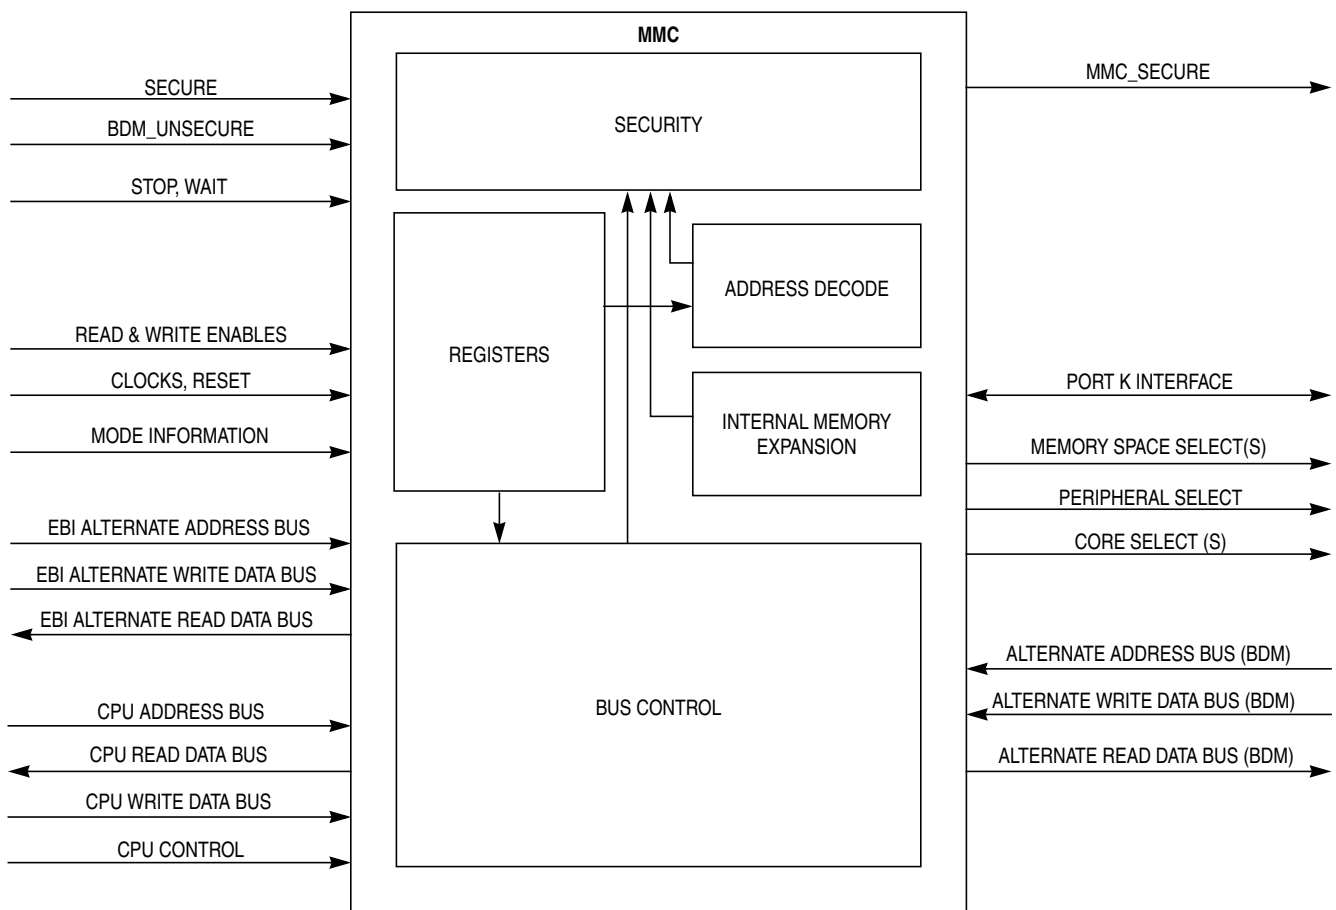 MMC
SECURE
BDM_UNSECURE
STOP, WAIT
READ & WRITE ENABLES
CLOCKS, RESET
MODE INFORMATION
EBI ALTERNATE ADDRESS BUS
EBI ALTERNATE WRITE DATA BUS
EBI ALTERNATE READ DATA BUS
CPU ADDRESS BUS
CPU READ DATA BUS
CPU WRITE DATA BUS
CPU CONTROL
SECURITY
REGISTERS
ADDRESS DECODE
INTERNAL MEMORY
EXPANSION
BUS CONTROL
MMC_SECURE
PORT K INTERFACE
MEMORY SPACE SELECT(S)
PERIPHERAL SELECT
CORE SELECT (S)
ALTERNATE ADDRESS BUS (BDM)
ALTERNATE WRITE DATA BUS (BDM)
ALTERNATE READ DATA BUS (BDM)